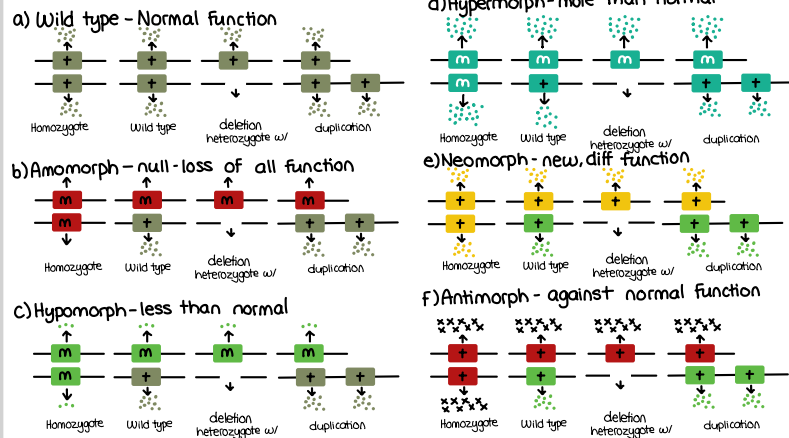 a) Wild type - Normal function
+ + + +
+ + + +
Homozygote Wild type deletion duplication
heterozygote w/
b) Amomorph - null-loss of all function
m m m m
m + + +
Homozygote Wild type deletion duplication
heterozygote w/
c) Hypomorph - less than normal
m m m m
m + + +
Homozygote Wild type deletion duplication
heterozygote w/
d) Hypermorph - more than normal
m m m m
m + + +
Homozygote Wild type deletion duplication
heterozygote w/
e) Neomorph - new, diff function
+ + + +
+ + + +
Homozygote Wild type deletion duplication
heterozygote w/
f) Antimorph - against normal function
+ + + +
+ + + +
Homozygote Wild type deletion duplication
heterozygote w/